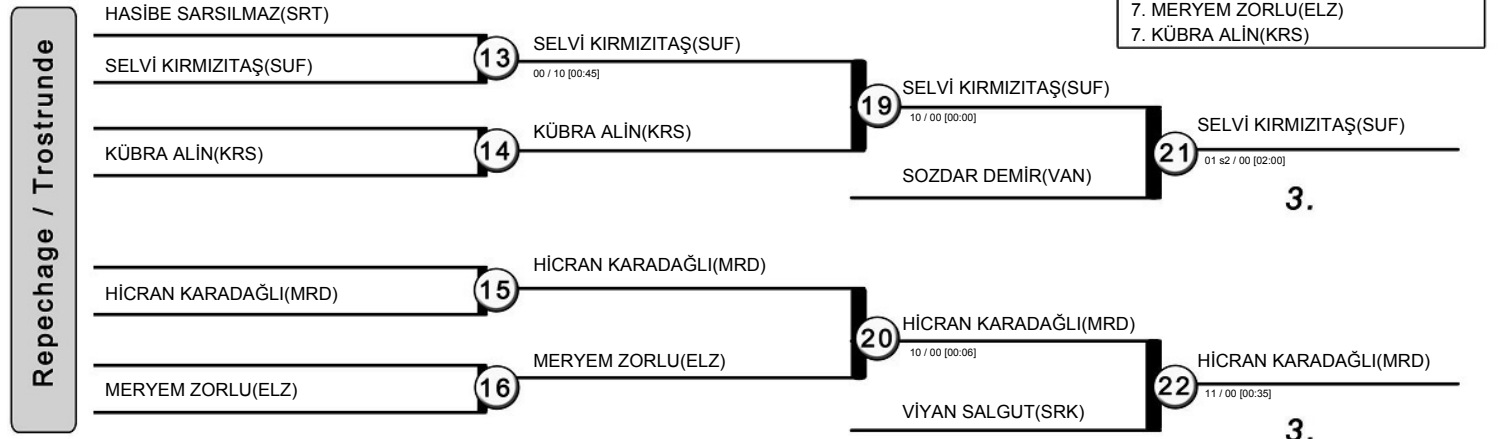 Repechage / Trostrunde
HASİBE SARSILMAZ(SRT)
SELVİ KIRMIZITAŞ(SUF)
13
SELVİ KIRMIZITAŞ(SUF)
00 / 10 [00:45]
KÜBRA ALİN(KRS)
14
KÜBRA ALİN(KRS)
19
SELVİ KIRMIZITAŞ(SUF)
10 / 00 [00:00]
SOZDAR DEMİR(VAN)
21
SELVİ KIRMIZITAŞ(SUF)
01 s2 / 00 [02:00]
3.
HİCRAN KARADAĞLI(MRD)
15
HİCRAN KARADAĞLI(MRD)
MERYEM ZORLU(ELZ)
16
MERYEM ZORLU(ELZ)
20
HİCRAN KARADAĞLI(MRD)
10 / 00 [00:06]
VİYAN SALGUT(SRK)
22
HİCRAN KARADAĞLI(MRD)
11 / 00 [00:35]
3.
7. MERYEM ZORLU(ELZ)
7. KÜBRA ALİN(KRS)